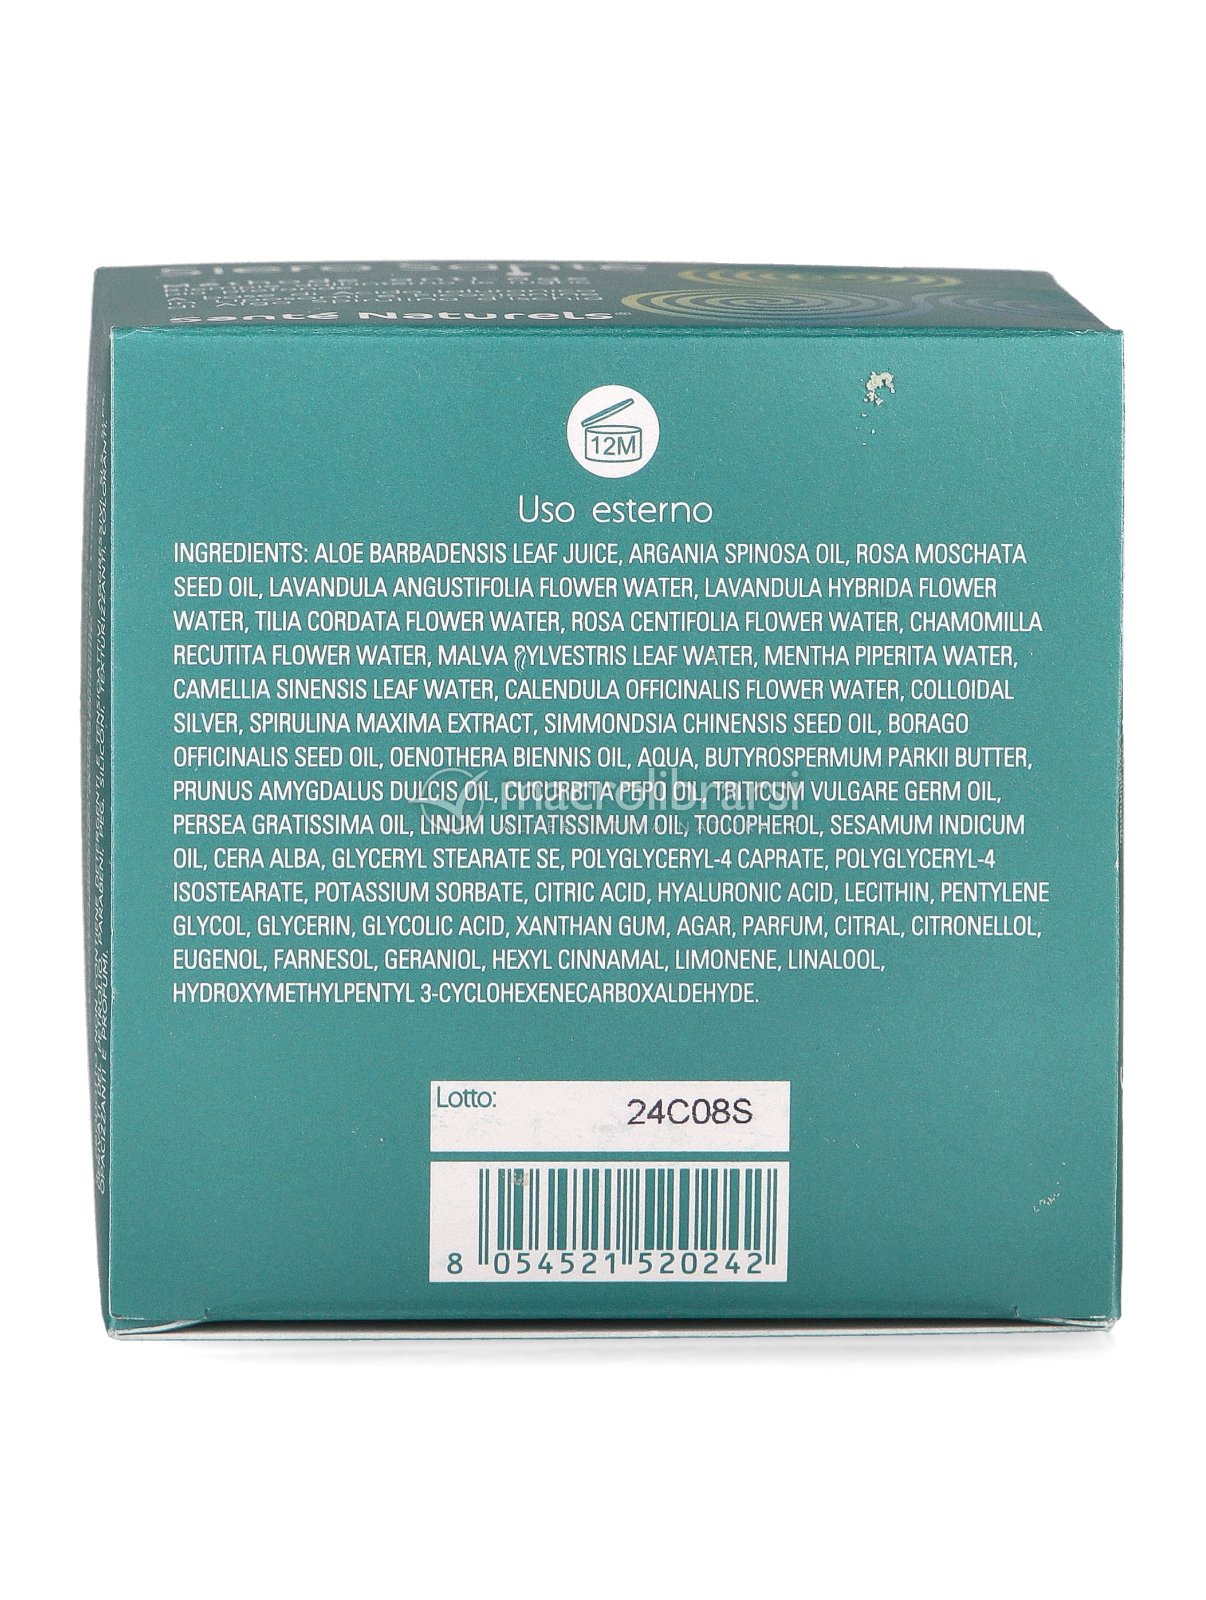 Santé Naturels®
12M
Uso esterno
INGREDIENTS: ALOE BARBADENSIS LEAF JUICE, ARGANIA SPINOSA OIL, ROSA MOSCHATA
SEED OIL, LAVANDULA ANGUSTIFOLIA FLOWER WATER, LAVANDULA HYBRIDA FLOWER
WATER, TILIA CORDATA FLOWER WATER, ROSA CENTIFOLIA FLOWER WATER, CHAMOMILLA
RECUTITA FLOWER WATER, MALVA SYLVESTRIS LEAF WATER, MENTHA PIPERITA WATER,
CAMELLIA SINENSIS LEAF WATER, CALENDULA OFFICINALIS FLOWER WATER, COLLOIDAL
SILVER, SPIRULINA MAXIMA EXTRACT, SIMMONDSIA CHINENSIS SEED OIL, BORAGO
OFFICINALIS SEED OIL, OENOTHERA BIENNIS OIL, AQUA, BUTYROSPERMUM PARKII BUTTER,
PRUNUS AMYGDALUS DULCIS OIL, CUCURBITA PEPO OIL, TRITICUM VULGARE GERM OIL,
macrolibrarsi
PERSEA GRATISSIMA OIL, LINUM USITATISSIMUM OIL, TOCOPHEROL, SESAMUM INDICUM
OIL, CERA ALBA, GLYCERYL STEARATE SE, POLYGLYCERYL-4 CAPRATE, POLYGLYCERYL-4
ISOSTEARATE, POTASSIUM SORBATE, CITRIC ACID, HYALURONIC ACID, LECITHIN, PENTYLENE
GLYCOL, GLYCERIN, GLYCOLIC ACID, XANTHAN GUM, AGAR, PARFUM, CITRAL, CITRONELLOL,
EUGENOL, FARNESOL, GERANIOL, HEXYL CINNAMAL, LIMONENE, LINALOOL,
HYDROXYMETHYLPENTYL 3-CYCLOHEXENECARBOXALDEHYDE.
Lotto:
24C08S
8 054521 520242